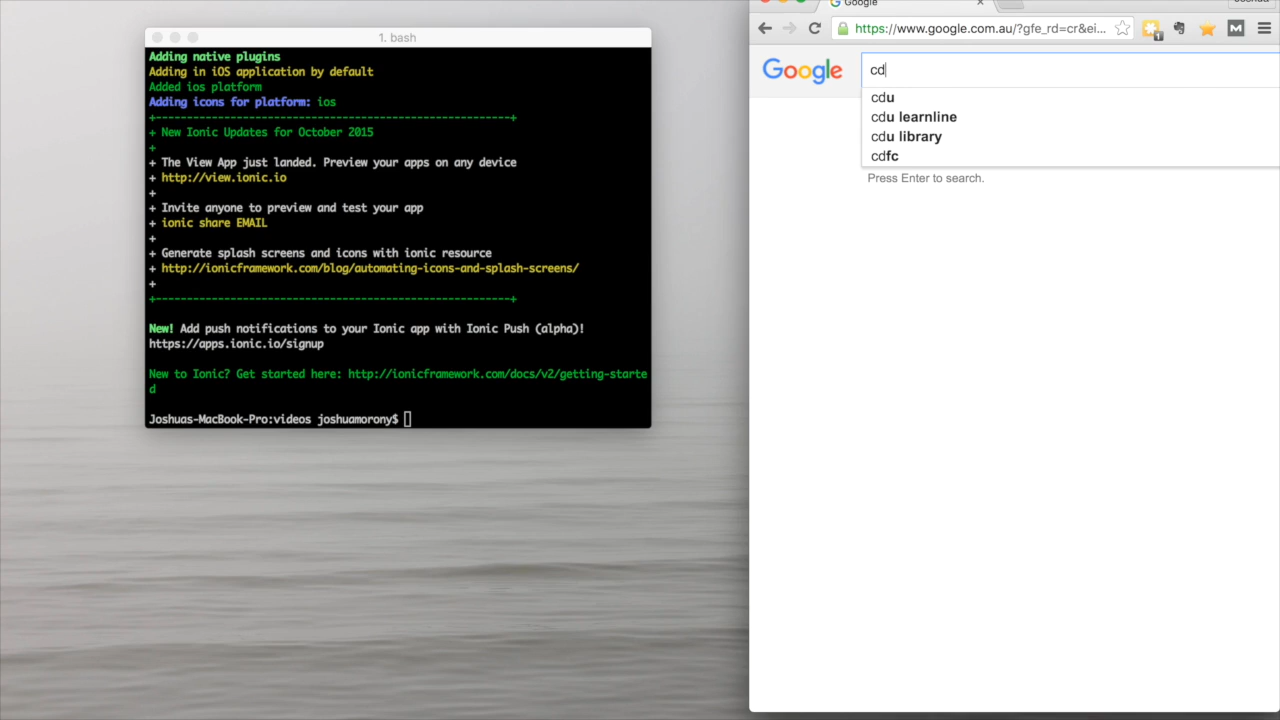 1. bash
Adding native plugins
Adding in iOS application by default
Added ios platform
Adding icons for platform: ios
+---------------------------------------------------------+
+ New Ionic Updates for October 2015
+
+ The View App just landed. Preview your apps on any device
+ http://view.ionic.io
+
+ Invite anyone to preview and test your app
+ ionic share EMAIL
+
+ Generate splash screens and icons with ionic resource
+ http://ionicframework.com/blog/automating-icons-and-splash-screens/
+
+---------------------------------------------------------+
New! Add push notifications to your Ionic app with Ionic Push (alpha)!
https://apps.ionic.io/signup
New to Ionic? Get started here: http://ionicframework.com/docs/v2/getting-starte
d
Joshuas-MacBook-Pro:videos joshuamorony$
Google
https://www.google.com.au/?gfe_rd=cr&ei...
1
M
Google
cd
cdu
cdu learnline
cdu library
cdfc
Press Enter to search.